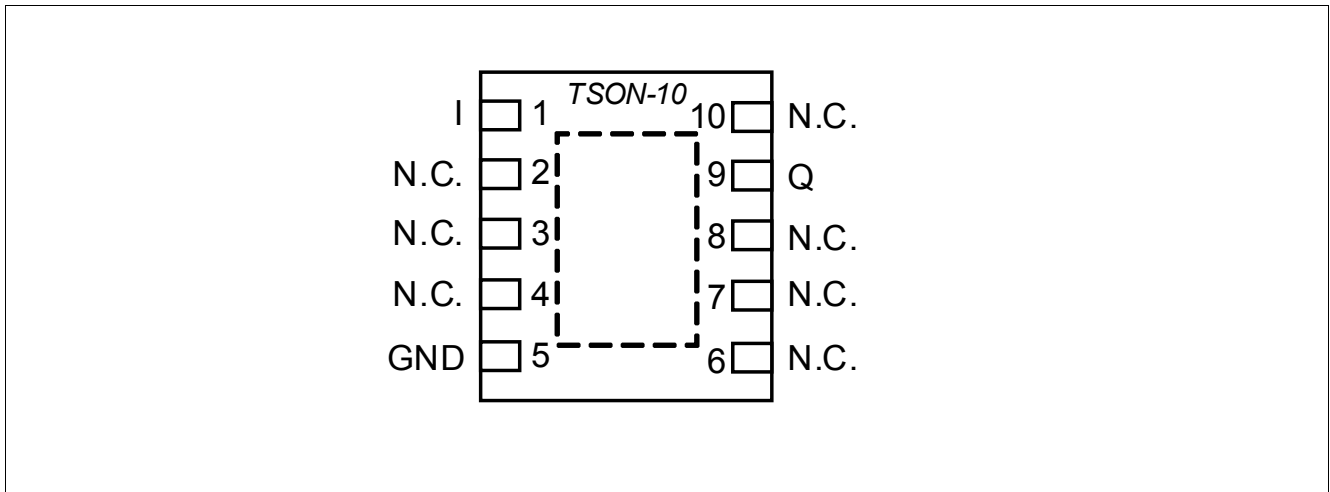 TSON-10
I 1 10 N.C.
N.C. 2 9 Q
N.C. 3 8 N.C.
N.C. 4 7 N.C.
GND 5 6 N.C.